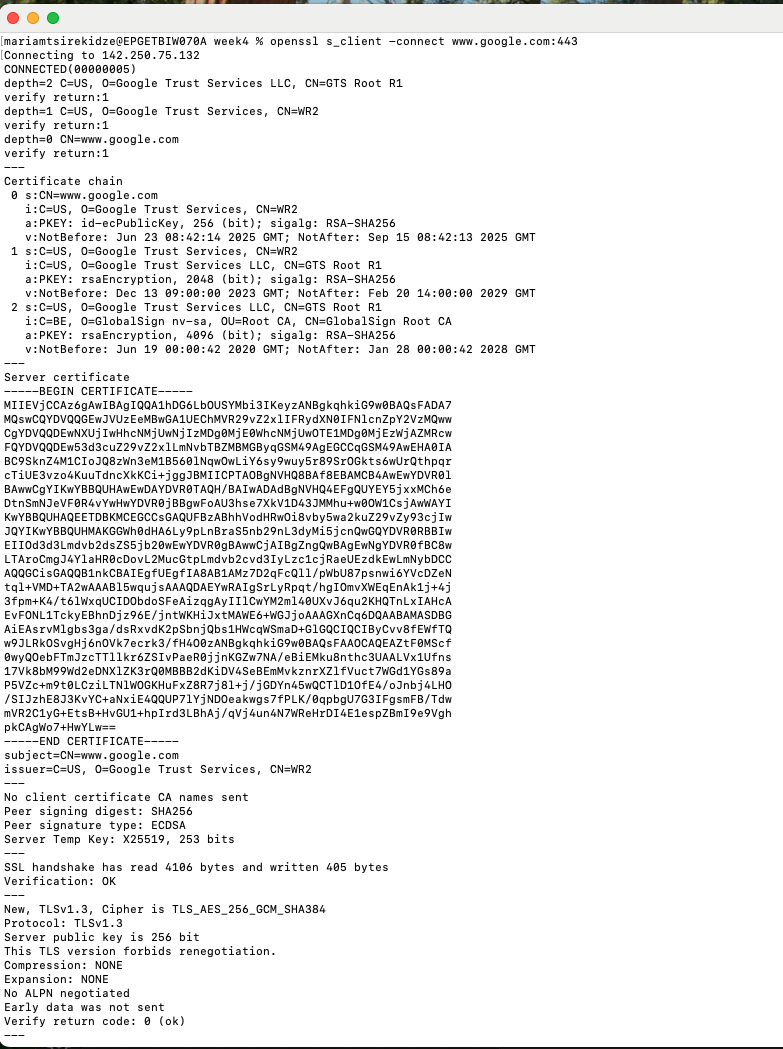 mariamtsirekidze@EPGETBIW070A week4 % openssl s_client -connect www.google.com:443
Connecting to 142.250.75.132
CONNECTED(00000005)
depth=2 C=US, O=Google Trust Services LLC, CN=GTS Root R1
verify return:1
depth=1 C=US, O=Google Trust Services, CN=WR2
verify return:1
depth=0 CN=www.google.com
verify return:1
---
Certificate chain
 0 s:CN=www.google.com
   i:C=US, O=Google Trust Services, CN=WR2
   a:PKEY: id-ecPublicKey, 256 (bit); sigalg: RSA-SHA256
   v:NotBefore: Jun 23 08:42:14 2025 GMT; NotAfter: Sep 15 08:42:13 2025 GMT
 1 s:C=US, O=Google Trust Services, CN=WR2
   i:C=US, O=Google Trust Services LLC, CN=GTS Root R1
   a:PKEY: rsaEncryption, 2048 (bit); sigalg: RSA-SHA256
   v:NotBefore: Dec 13 09:00:00 2023 GMT; NotAfter: Feb 20 14:00:00 2029 GMT
 2 s:C=US, O=Google Trust Services LLC, CN=GTS Root R1
   i:C=BE, O=GlobalSign nv-sa, OU=Root CA, CN=GlobalSign Root CA
   a:PKEY: rsaEncryption, 4096 (bit); sigalg: RSA-SHA256
   v:NotBefore: Jun 19 00:00:42 2020 GMT; NotAfter: Jan 28 00:00:42 2028 GMT
---
Server certificate
-----BEGIN CERTIFICATE-----
MIIEVjCCAz6gAwIBAgIQQA1hDG6LbOUSYMbi3IKeyzANBgkqhkiG9w0BAQsFADA7
MQswCQYDVQQGEwJVUzEeMBwGA1UEChMVR29vZ2xlIFRydXN0IFNlcnZpY2VzMQww
CgYDVQQDEwNXUjIwHhcNMjUwNjIzMDg0MjE0WhcNMjUwOTE1MDg0MjEzWjAZMRcw
FQYDVQQDEw53d3cuZ29vZ2xlLmNvbTBZMBMGByqGSM49AgEGCCqGSM49AwEHA0IA
BC9SknZ4M1CIoJQ8zWn3eM1B560lNqwOwLiY6sy9wuy5r89SrOGkts6wUrQthpqr
cTiUE3vzo4KuuTdncXkKCi+jggJBMIICPTAOBgNVHQ8BAf8EBAMCB4AwEwYDVR0l
BAwwCgYIKwYBBQUHAwEwDAYDVR0TAQH/BAIwADAdBgNVHQ4EFgQUYEY5jxxMCh6e
DtnSmNJeVF0R4vYwHwYDVR0jBBgwFoAU3hse7XkV1D43JMMhu+w0OW1CsjAwWAYI
KwYBBQUHAQEETDBKMCEGCCsGAQUFBzABhhVodHRwOi8vby5wa2kuZ29vZy93cjIw
JQYIKwYBBQUHMAKGGWh0dHA6Ly9pLnBraS5nb29nL3dyMi5jcnQwGQYDVR0RBBIw
EIIOd3d3Lmdvb2dsZS5jb20wEwYDVR0gBAwwCjAIBgZngQwBAgEwNgYDVR0fBC8w
LTAroCmgJ4YlaHR0cDovL2MucGtpLmdvb2cvd3IyLzc1cjRaeUEzdkEwLmNybDCC
AQQGCisGAQQB1nkCBAIEgfUEgfIA8AB1AMz7D2qFcQll/pWbU87psnwi6YVcDZeN
tql+VMD+TA2wAAABl5wqujsAAAQDAEYwRAIgSrLyRpqt/hgIOmvXWEqEnAk1j+4j
3fpm+K4/t6lWxqUCIDObdoSFeAizqgAyIIlCwYM2ml40UXvJ6qu2KHQTnLxIAHcA
EvFONL1TckyEBhnDjz96E/jntWKHiJxtMAWE6+WGJjoAAAGXnCq6DQAABAMASDBG
AiEAsrvMlgbs3ga/dsRxvdK2pSbnjQbs1HWcqWSmaD+GlGQCIQCIByCvv8fEWfTQ
w9JLRkOSvgHj6nOVk7ecrk3/fH4O0zANBgkqhkiG9w0BAQsFAAOCAQEAZtF0MScf
0wyQOebFTmJzcTTllkr6ZSIvPaeR0jjnKGZw7NA/eBiEMku8nthc3UAALVx1Ufns
17Vk8bM99Wd2eDNXlZK3rQ0MBBB2dKiDV4SeBEmMvkznrXZlfVuct7WGd1YGs89a
P5VZc+m9t0LCziLTNlWOGKHuFxZ8R7j8l+j/jGDYn45wQCTlD1OfE4/oJnbj4LHO
/SIJzhE8J3KvYC+aNxiE4QQUP7lYjNDOeakwgs7fPLK/0qpbgU7G3IFgsmFB/Tdw
mVR2C1yG+EtsB+HvGU1+hpIrd3LBhAj/qVj4un4N7WReHrDI4E1espZBmI9e9Vgh
pkCAgWo7+HwYLw==
-----END CERTIFICATE-----
subject=CN=www.google.com
issuer=C=US, O=Google Trust Services, CN=WR2
---
No client certificate CA names sent
Peer signing digest: SHA256
Peer signature type: ECDSA
Server Temp Key: X25519, 253 bits
---
SSL handshake has read 4106 bytes and written 405 bytes
Verification: OK
---
New, TLSv1.3, Cipher is TLS_AES_256_GCM_SHA384
Protocol: TLSv1.3
Server public key is 256 bit
This TLS version forbids renegotiation.
Compression: NONE
Expansion: NONE
No ALPN negotiated
Early data was not sent
Verify return code: 0 (ok)
---